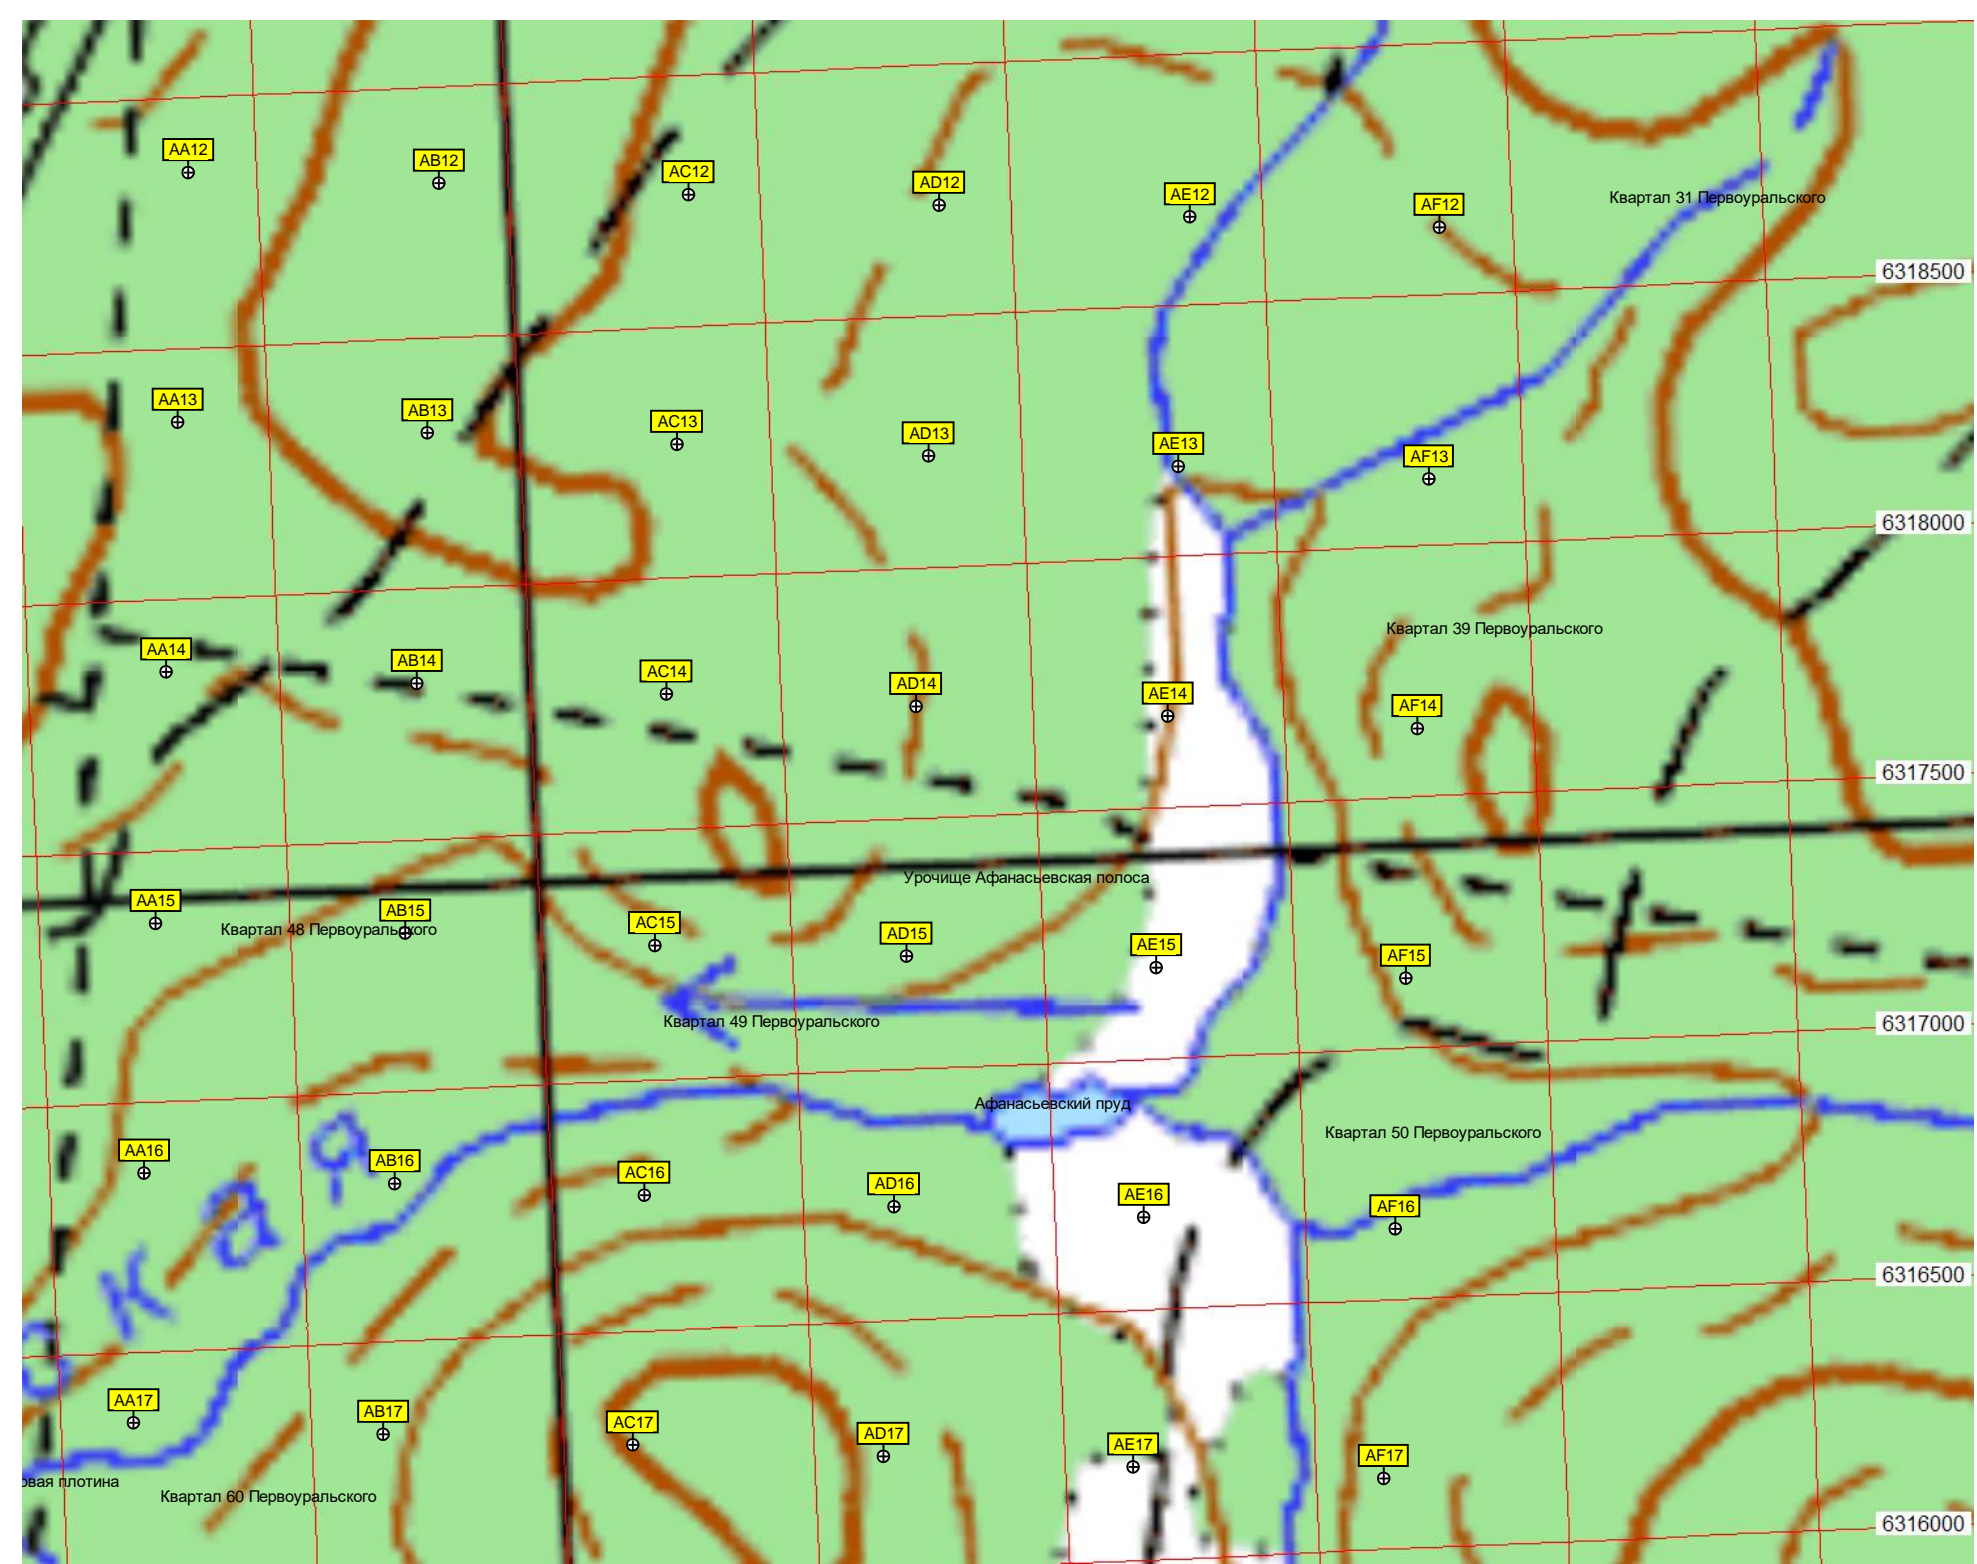 AA12
AB12
AC12
AD12
AE12
AF12
Квартал 31 Первоуральского
6318500
AA13
AB13
AC13
AD13
AE13
AF13
6318000
Квартал 39 Первоуральского
AA14
AB14
AC14
AD14
AE14
AF14
6317500
Урочище Афанасьевская полоса
AA15
AB15
AC15
AD15
AE15
AF15
Квартал 48 Первоуральского
Квартал 49 Первоуральского
6317000
Афанасьевский пруд
Квартал 50 Первоуральского
AA16
AB16
AC16
AD16
AE16
AF16
к а я
6316500
AA17
AB17
AC17
AD17
AE17
AF17
овая плотина
Квартал 60 Первоуральского
6316000